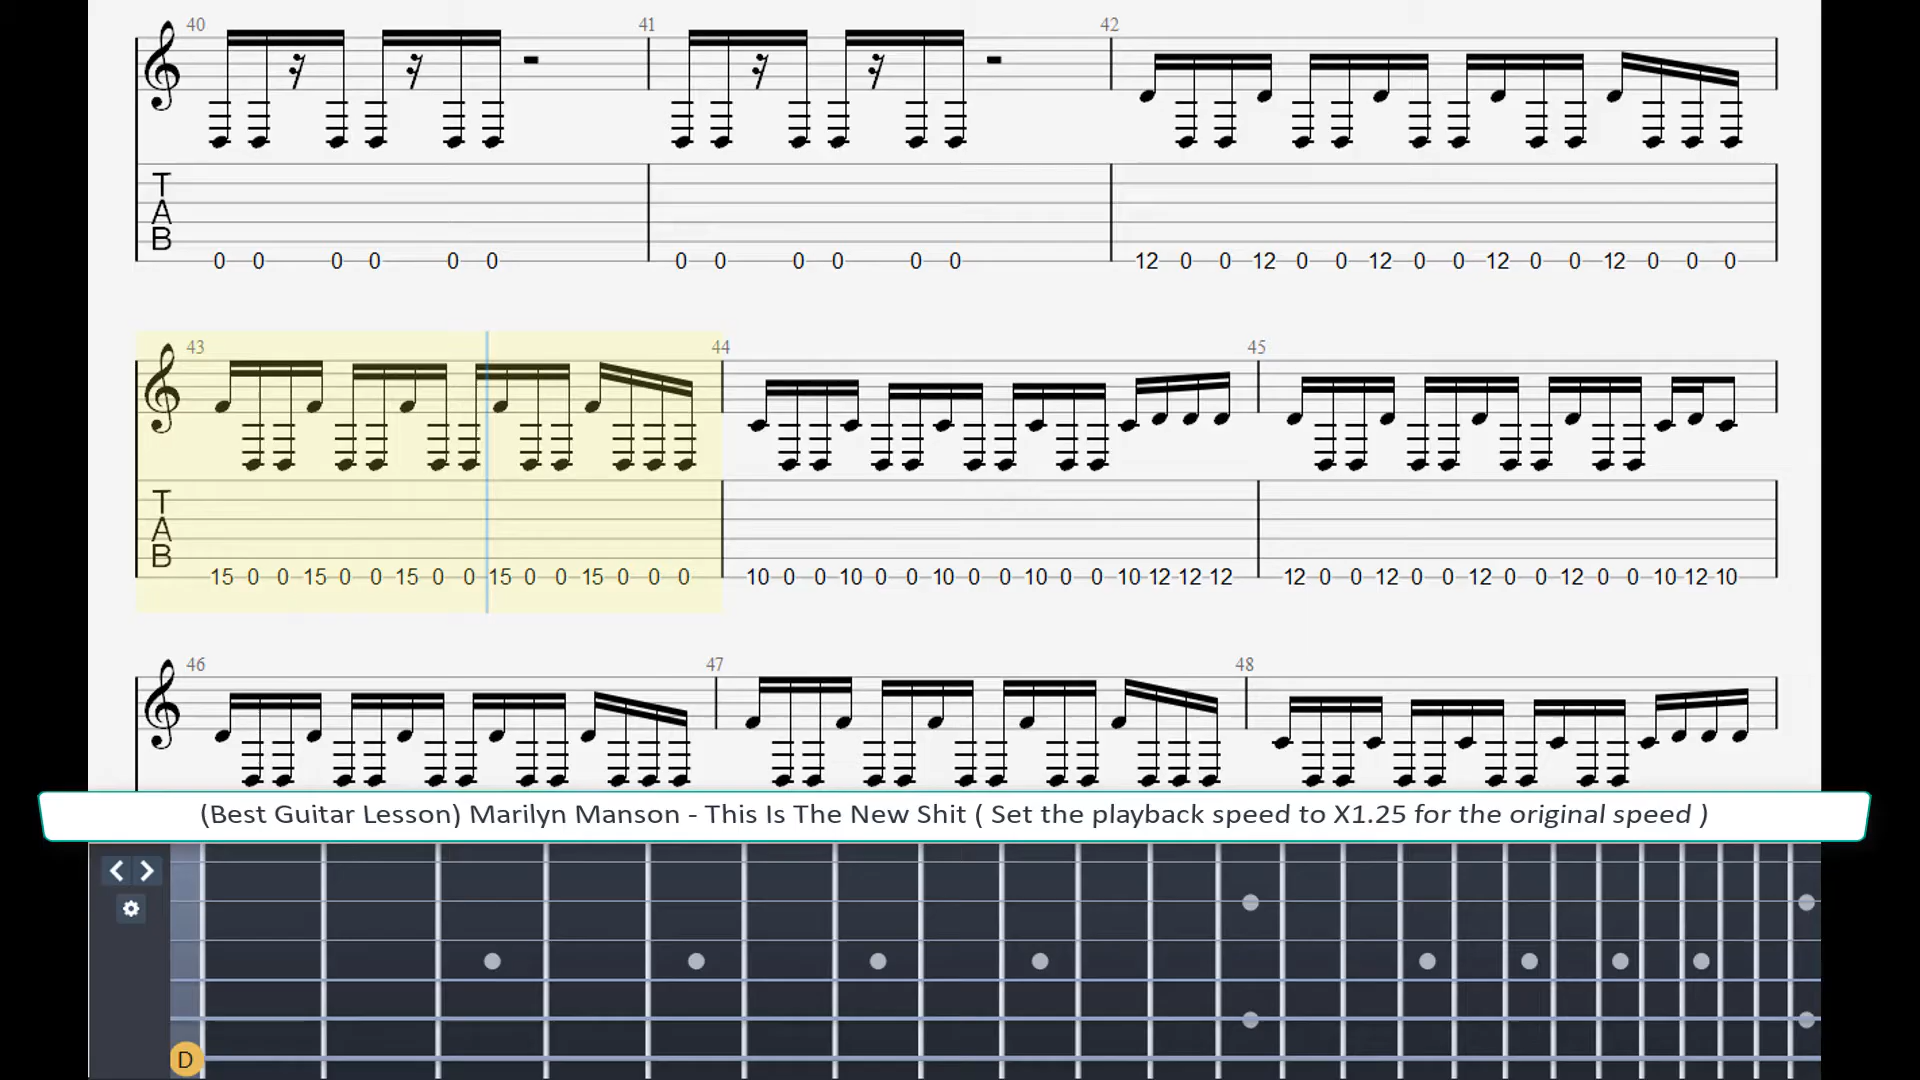 40 41 42
T
A
B
0 0 0 0 0 0 0 0 0 0 0 0 12 0 0 12 0 0 12 0 0 12 0 0 12 0 0 0
43 44 45
T
A
B
15 0 0 15 0 0 15 0 0 15 0 0 15 0 0 0 10 0 0 10 0 0 10 0 0 10 0 0 10 12 12 12 12 0 0 12 0 0 12 0 0 12 0 0 10 12 10
46 47 48
(Best Guitar Lesson) Marilyn Manson - This Is The New Shit ( Set the playback speed to X1.25 for the original speed )
D